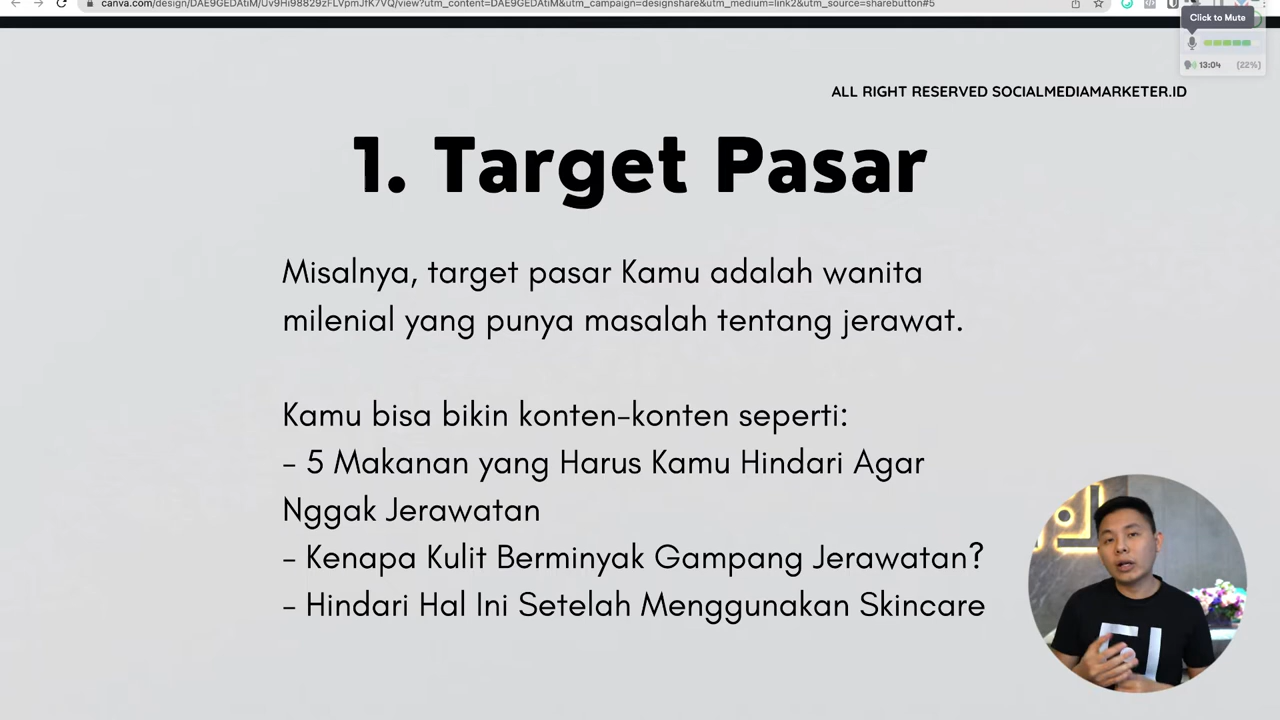 Click to Mute
13:04 (22%)
ALL RIGHT RESERVED SOCIALMEDIAMARKETER.ID
1. Target Pasar
Misalnya, target pasar Kamu adalah wanita
milenial yang punya masalah tentang jerawat.
Kamu bisa bikin konten-konten seperti:
- 5 Makanan yang Harus Kamu Hindari Agar
Nggak Jerawatan
- Kenapa Kulit Berminyak Gampang Jerawatan?
- Hindari Hal Ini Setelah Menggunakan Skincare